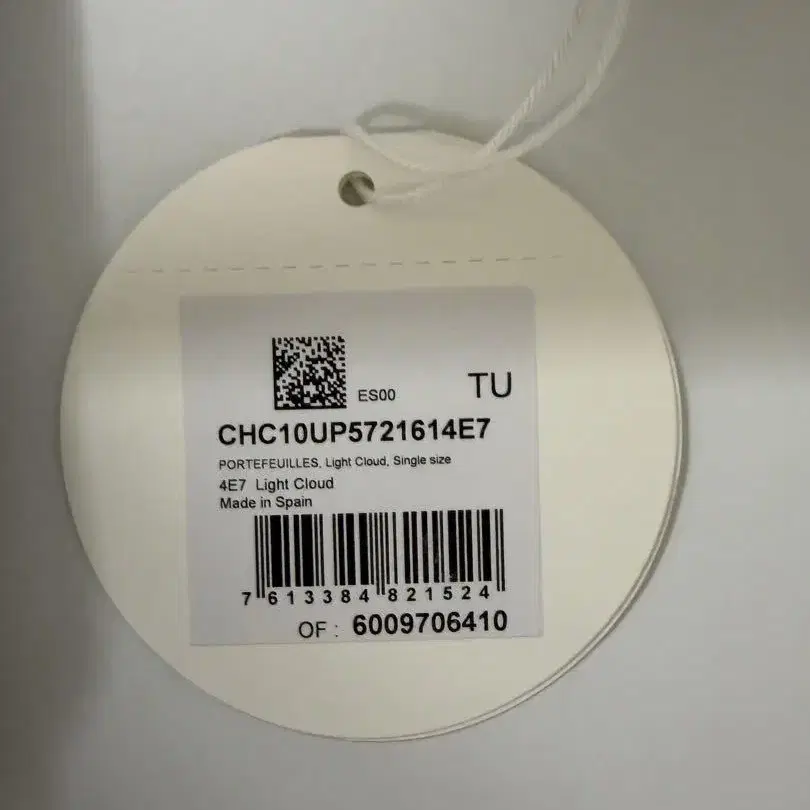 ES00 TU
CHC10UP5721614E7
PORTEFEUILLES, Light Cloud, Single size
4E7 Light Cloud
Made in Spain
7 613384 821524
OF : 6009706410